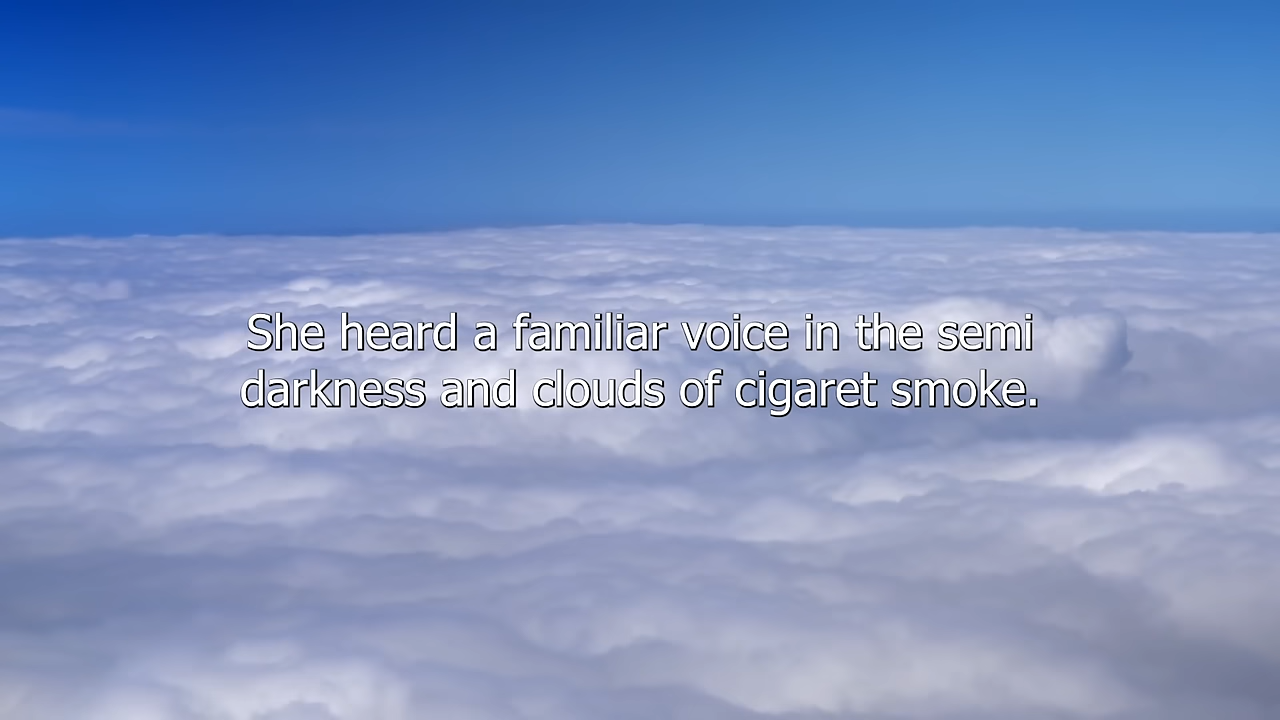 She heard a familiar voice in the semi
darkness and clouds of cigaret smoke.